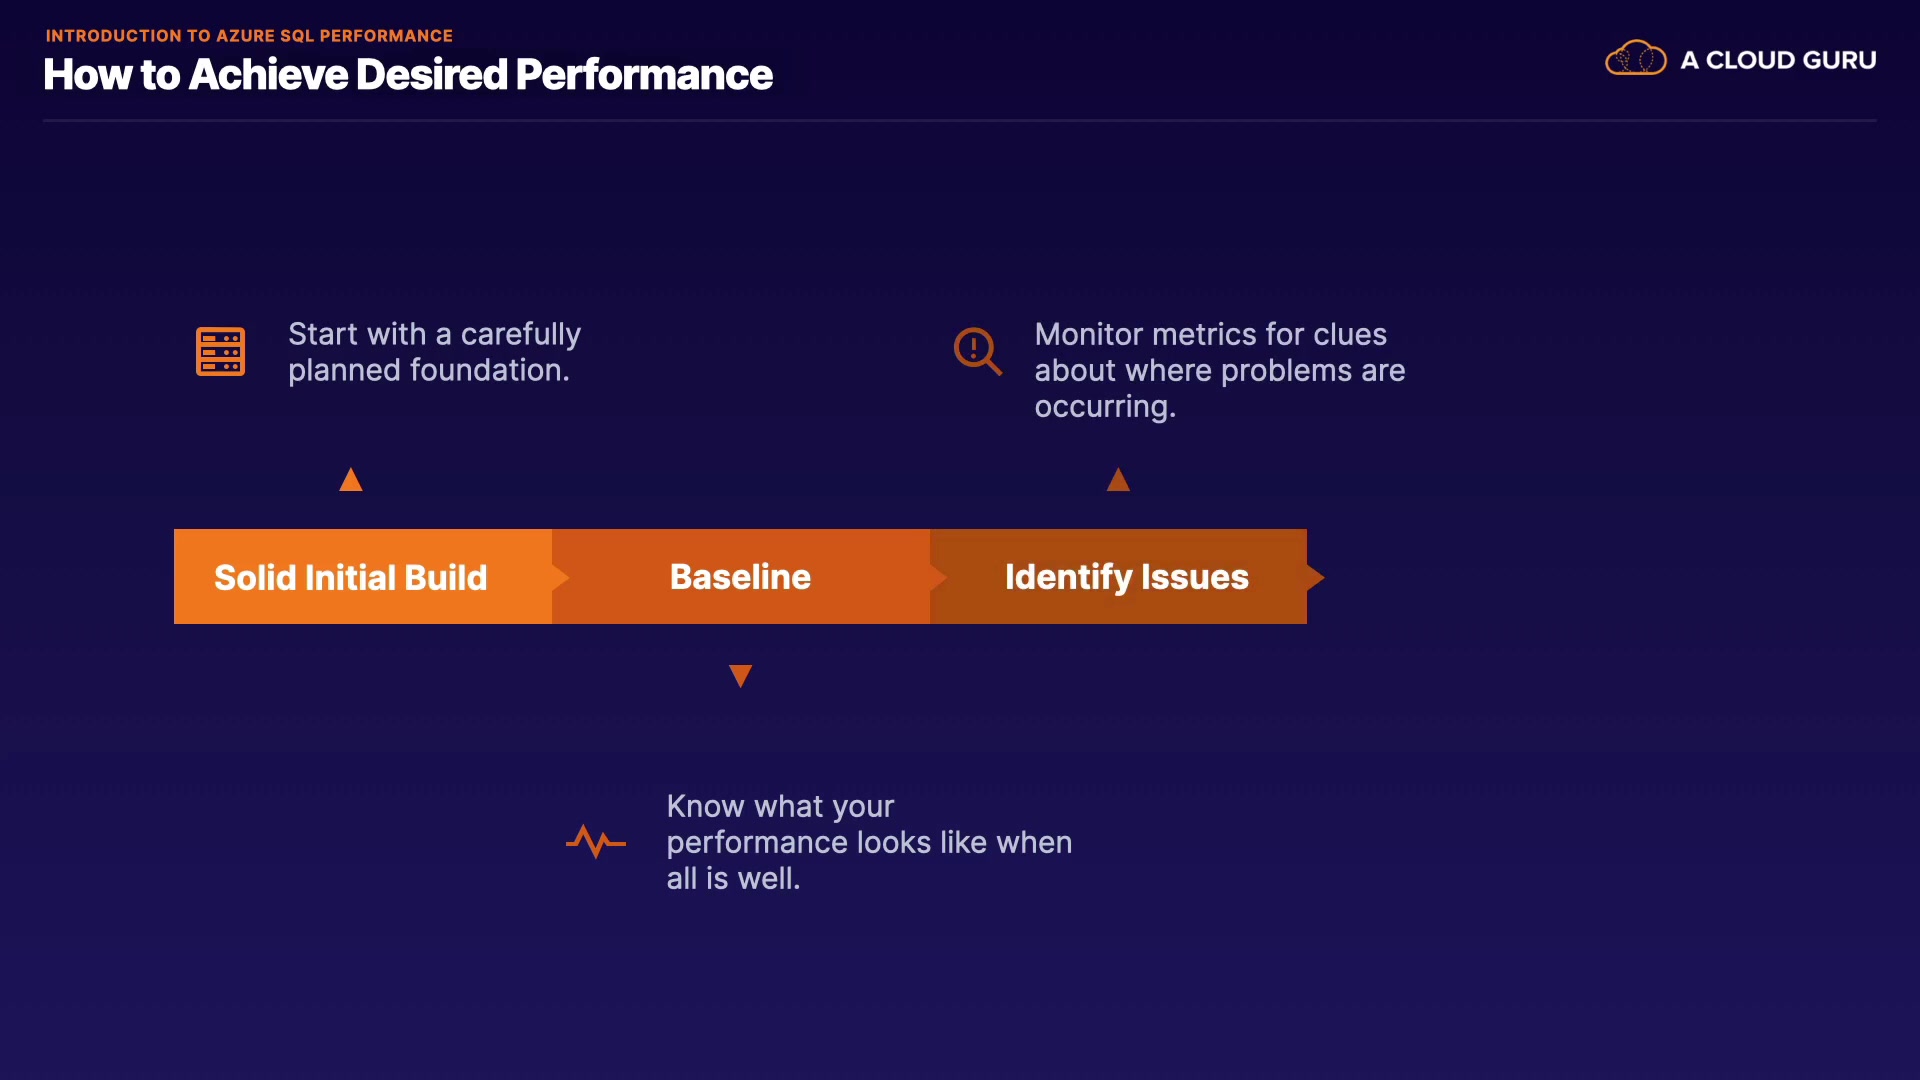 INTRODUCTION TO AZURE SQL PERFORMANCE
How to Achieve Desired Performance
A CLOUD GURU
Start with a carefully
planned foundation.
Monitor metrics for clues
about where problems are
occurring.
Solid Initial Build
Baseline
Identify Issues
Know what your
performance looks like when
all is well.